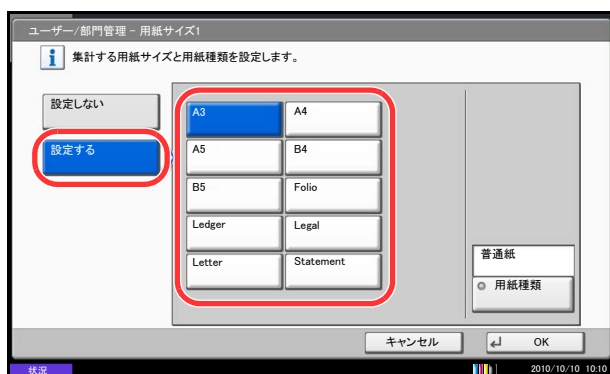 ユーザー/部門管理 - 用紙サイズ1
集計する用紙サイズと用紙種類を設定します。
設定しない
設定する
A3
A4
A5
B4
B5
Folio
Ledger
Legal
Letter
Statement
普通紙
用紙種類
キャンセル
OK
状況
2010/10/10 10:10